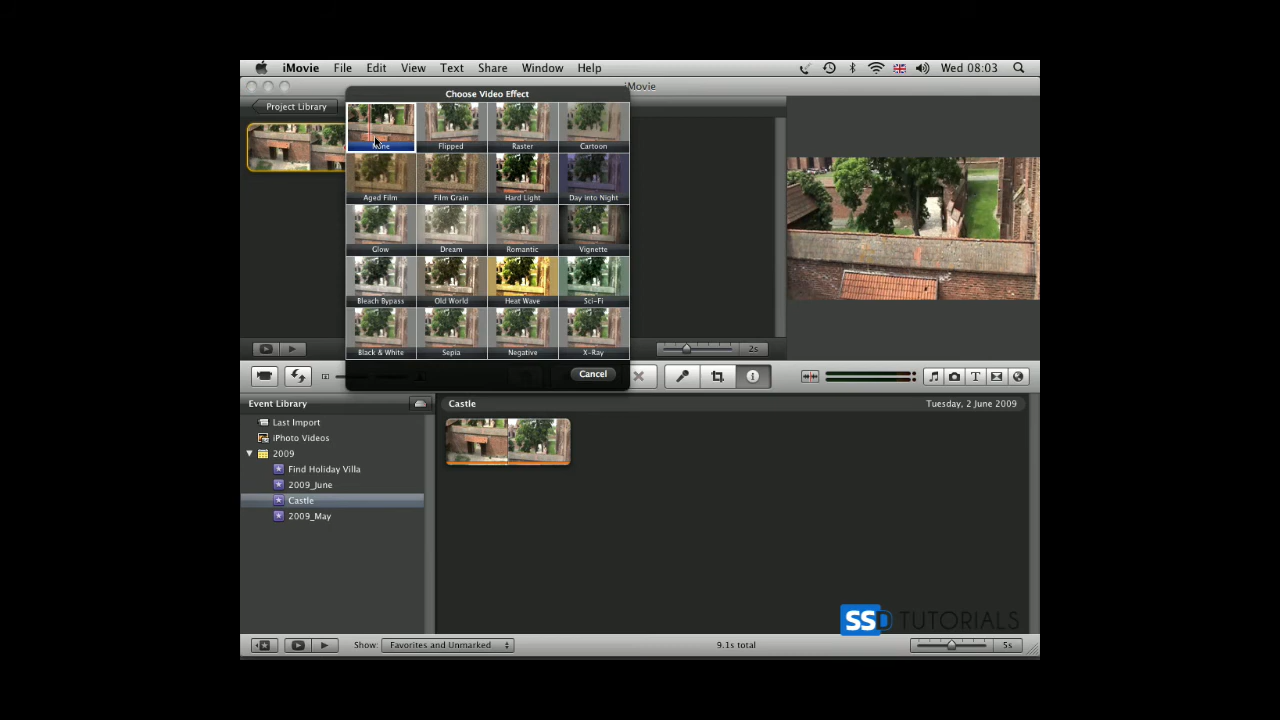 iMovie File Edit View Text Share Window Help Wed 08:03
iMovie
Choose Video Effect
Project Library
None Flipped Raster Cartoon
Aged Film Film Grain Hard Light Day into Night
Glow Dream Romantic Vignette
Bleach Bypass Old World Heat Wave Sci-Fi
Black & White Sepia Negative X-Ray
2s
Cancel
Event Library
Castle Tuesday, 2 June 2009
Last Import
iPhoto Videos
2009
Find Holiday Villa
2009_June
Castle
2009_May
SSD TUTORIALS
Show: Favorites and Unmarked 9.1s total 5s